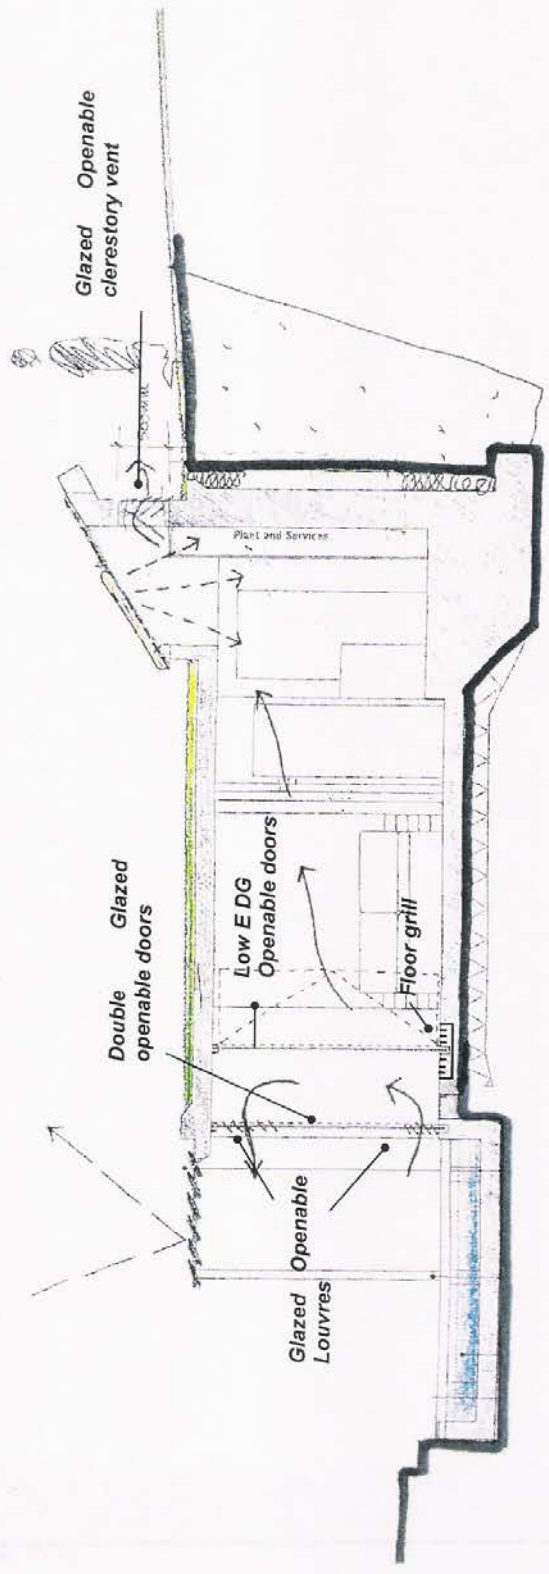 Glazed Openable
clerestory vent
Plant and Services
Double Glazed
openable doors
Low E DG
Openable doors
Floor grill
Glazed Openable
Louvres